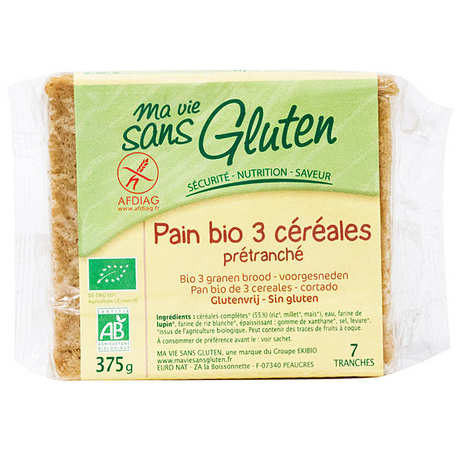 Ma vie
sans Gluten
SÉCURITÉ - NUTRITION - SAVEUR
AFDIAG
www.afdiag.fr
Pain bio 3 céréales
prétranché
Bio 3 granen brood - voorgesneden
Pan bio de 3 cereales - cortado
Glutenvrij - Sin gluten
Ingrédients : céréales complètes* (53%) (riz*, millet*, maïs*), eau, farine de
lupin*, farine de riz blanche*, épaississant : gomme de xanthane*, sel, levure*.
*issus de l'agriculture biologique. Peut contenir des traces de fruits à coque.
À consommer de préférence avant le : voir sachet.
AB
AGRICULTURE
BIOLOGIQUE
375g
MA VIE SANS GLUTEN, une marque du Groupe EKIBIO
www.maviesansgluten.fr
EURO NAT - ZA la Boissonnette - F-07340 PEAUGRES
7
TRANCHES